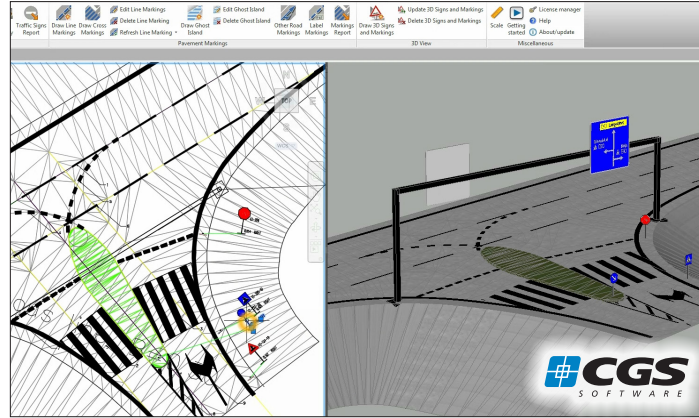 Traffic Signs
Report
Draw Line
Markings
Draw Cross
Markings
Edit Line Markings
Delete Line Marking
Refresh Line Marking
Draw Ghost
Island
Edit Ghost Island
Delete Ghost Island
Other Road
Markings
Label
Markings
Markings
Report
Pavement Markings
Draw 3D Signs
and Markings
Update 3D Signs and Markings
Delete 3D Signs and Markings
3D View
Scale
Getting
started
License manager
Help
About/update
Miscellaneous
TOP
CGS
SOFTWARE